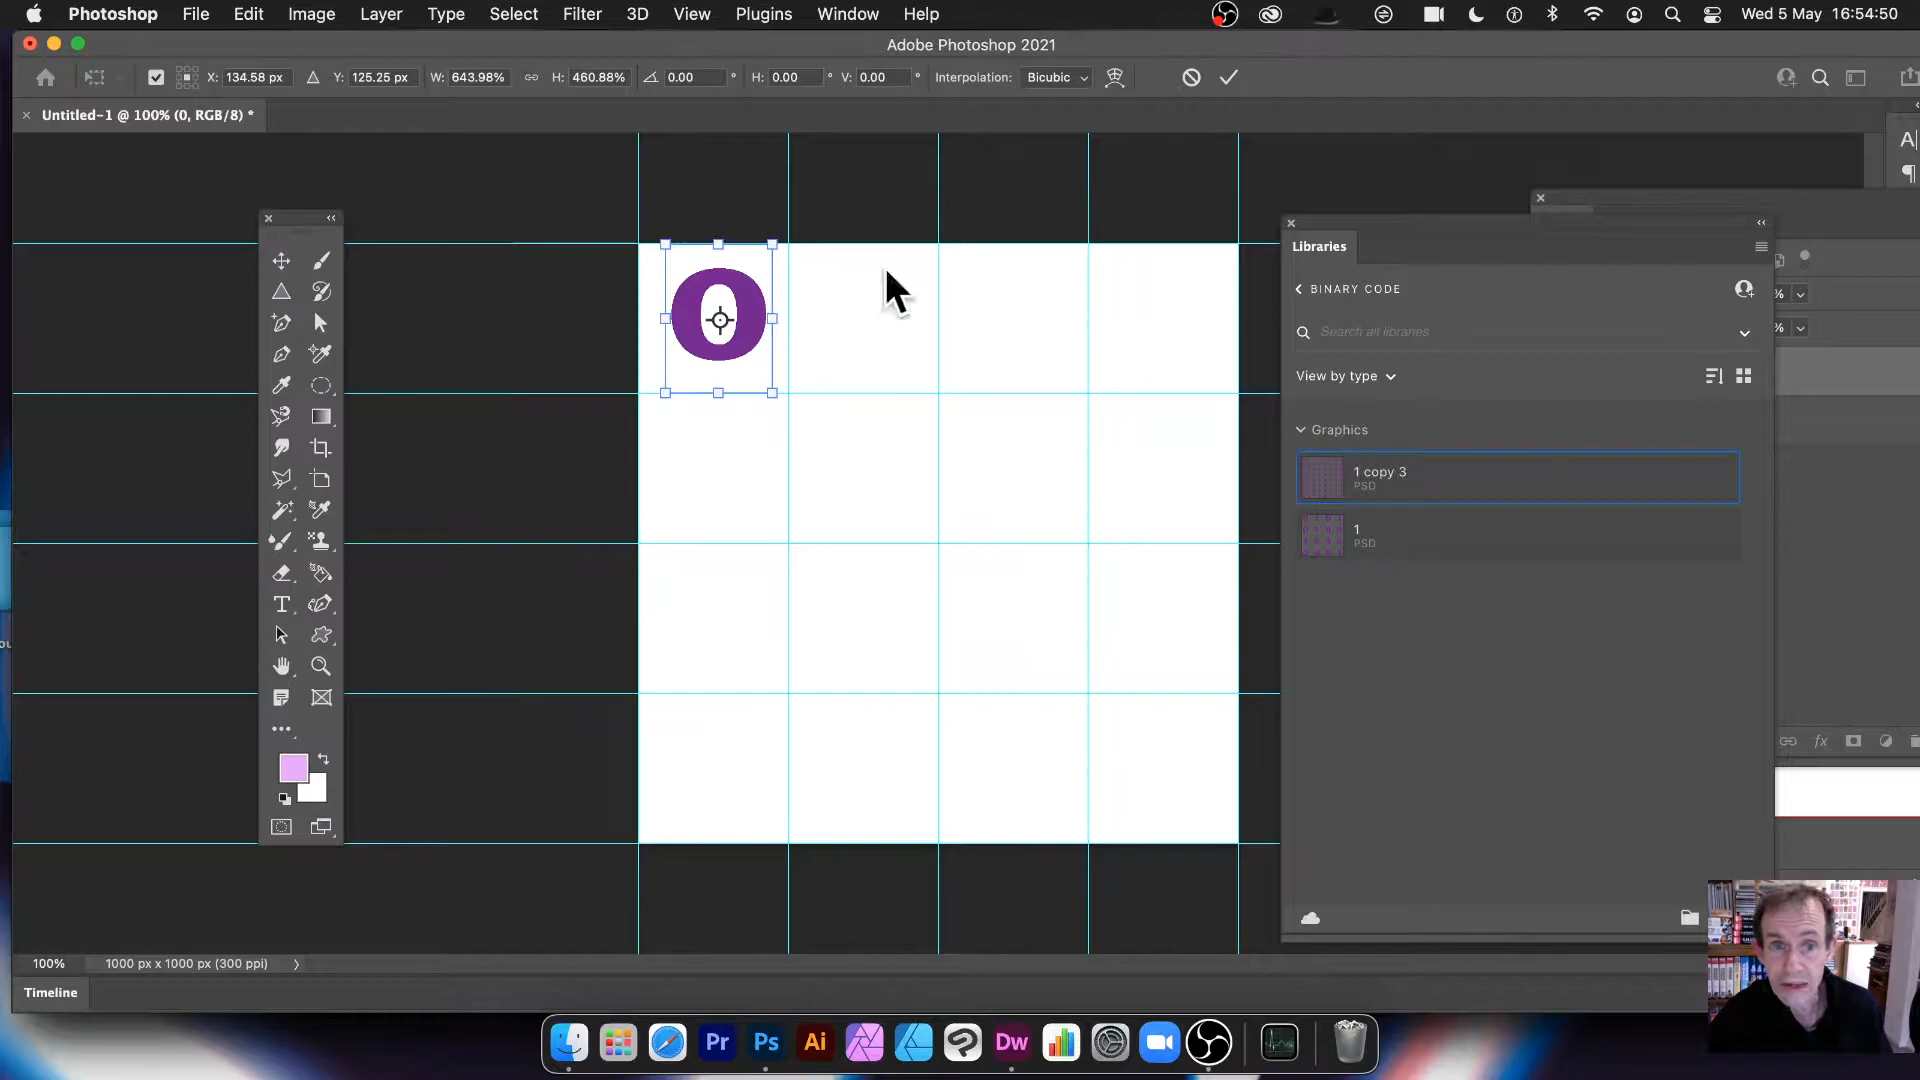 Photoshop File Edit Image Layer Type Select Filter 3D View Plugins Window Help Wed 5 May 16:54:50
Adobe Photoshop 2021
X: 134.58 px Y: 125.25 px W: 643.98% H: 460.88% 0.00 ° H: 0.00 ° V: 0.00 ° Interpolation: Bicubic
× Untitled-1 @ 100% (0, RGB/8) *
A
0
Libraries
BINARY CODE
%
Search all libraries
%
View by type
Graphics
1 copy 3
PSD
1
PSD
T
fx
100% 1000 px x 1000 px (300 ppi)
Timeline
Pr Ps Ai Dw